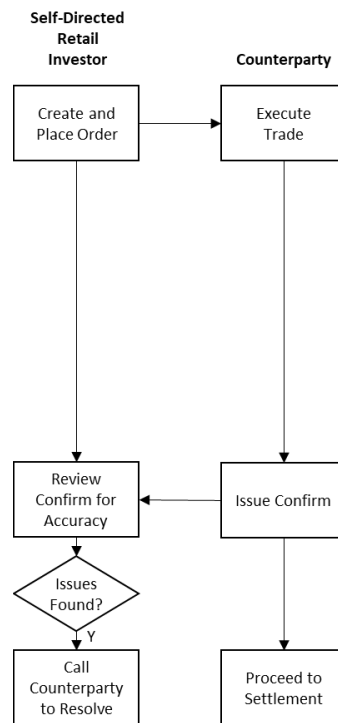 Self-Directed
Retail
Investor
Counterparty
Create and
Place Order
Execute
Trade
Review
Confirm for
Accuracy
Issue Confirm
Issues
Found?
Y
Call
Counterparty
to Resolve
Proceed to
Settlement